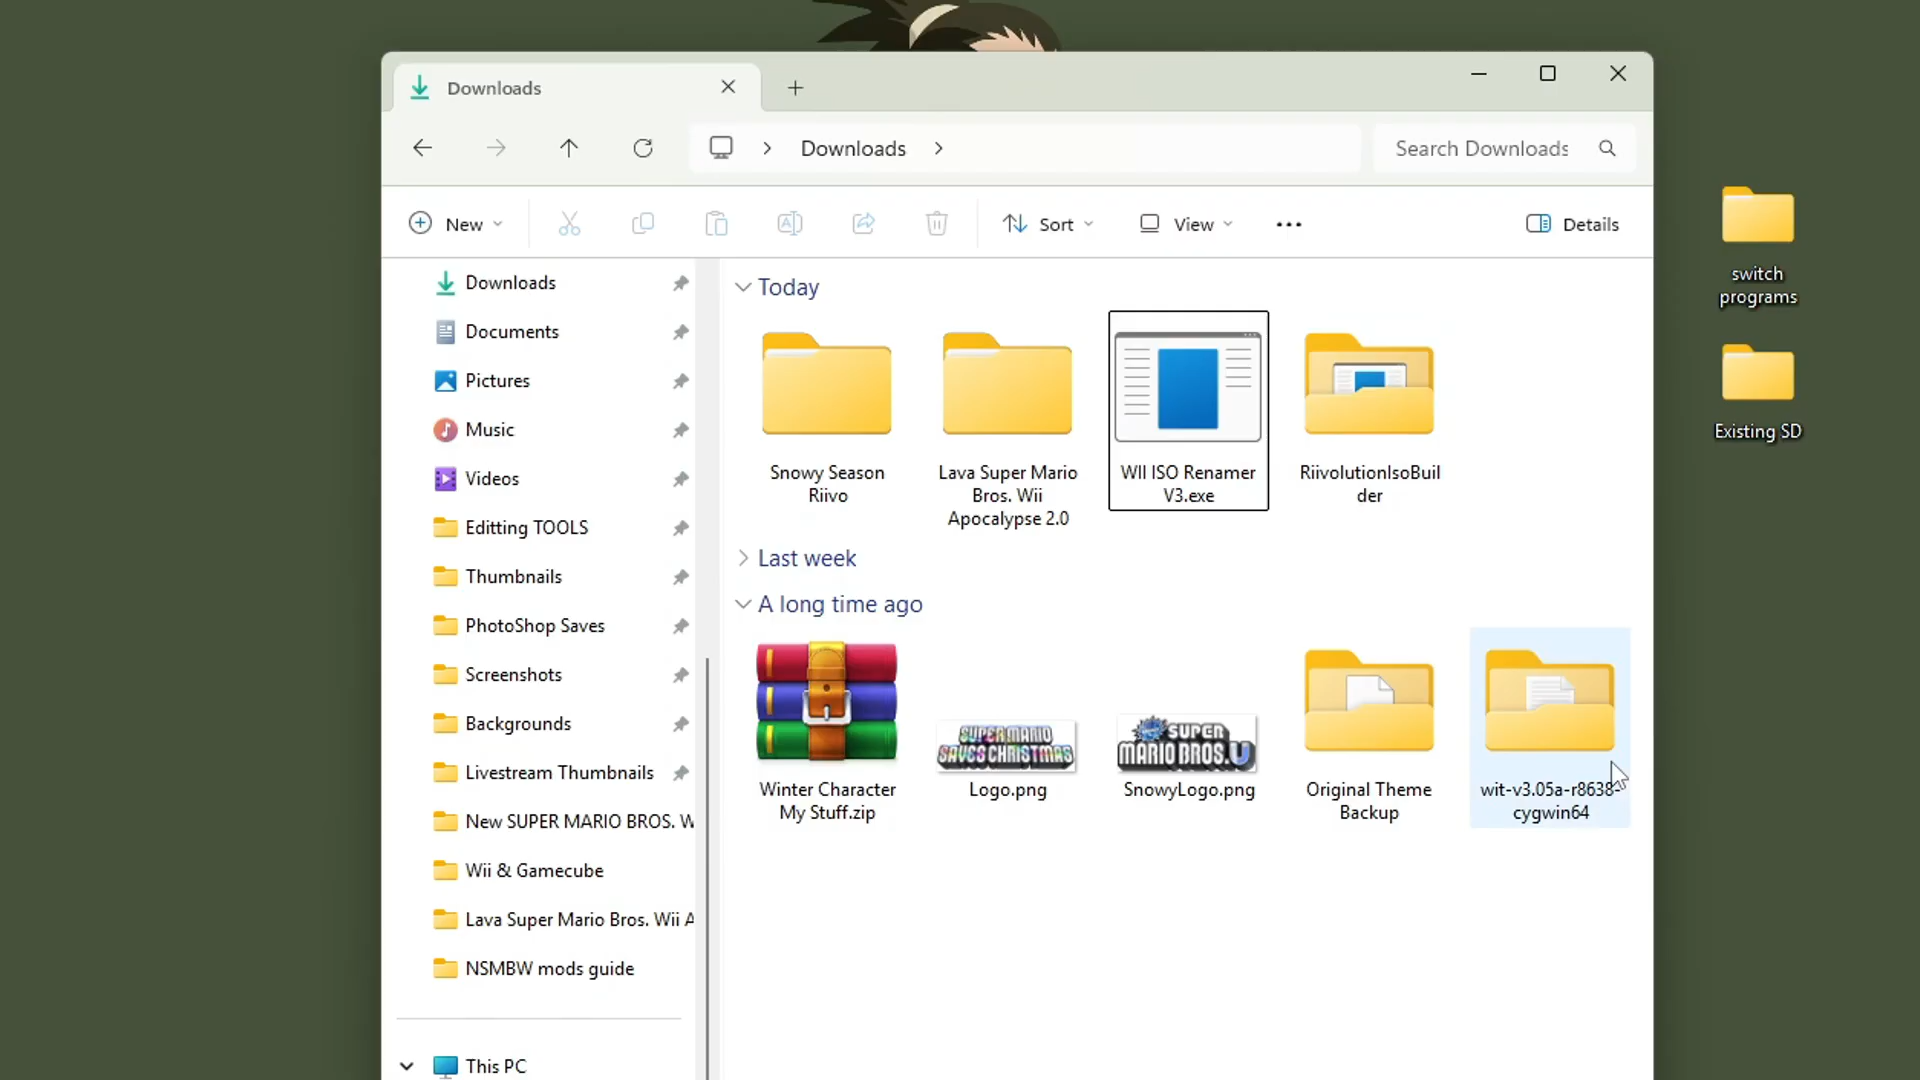 Downloads
Downloads
Search Downloads
New
Sort
View
Details
Downloads
Documents
Pictures
Music
Videos
Editting TOOLS
Thumbnails
PhotoShop Saves
Screenshots
Backgrounds
Livestream Thumbnails
New SUPER MARIO BROS. W
Wii & Gamecube
Lava Super Mario Bros. Wii A
NSMBW mods guide
This PC
Today
Snowy Season
Riivo
Lava Super Mario
Bros. Wii
Apocalypse 2.0
WII ISO Renamer
V3.exe
RiivolutionIsoBuil
der
Last week
A long time ago
SUPER MARIO
SAVES CHRISTMAS
NEW
SUPER
MARIO BROS. U
Winter Character
My Stuff.zip
Logo.png
SnowyLogo.png
Original Theme
Backup
wit-v3.05a-r8638-
cygwin64
switch
programs
Existing SD